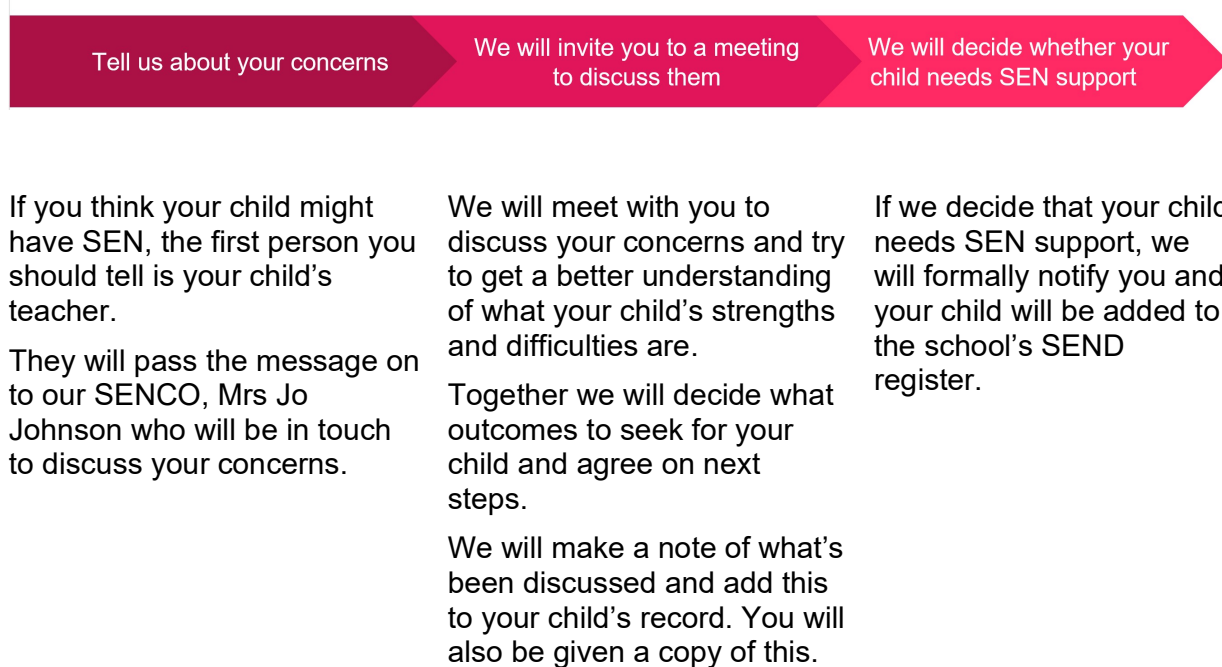 Tell us about your concerns
We will invite you to a meeting
to discuss them
We will decide whether your
child needs SEN support
If you think your child might
have SEN, the first person you
should tell is your child’s
teacher.
They will pass the message on
to our SENCO, Mrs Jo
Johnson who will be in touch
to discuss your concerns.
We will meet with you to
discuss your concerns and try
to get a better understanding
of what your child’s strengths
and difficulties are.
Together we will decide what
outcomes to seek for your
child and agree on next
steps.
We will make a note of what’s
been discussed and add this
to your child’s record. You will
also be given a copy of this.
If we decide that your child
needs SEN support, we
will formally notify you and
your child will be added to
the school’s SEND
register.